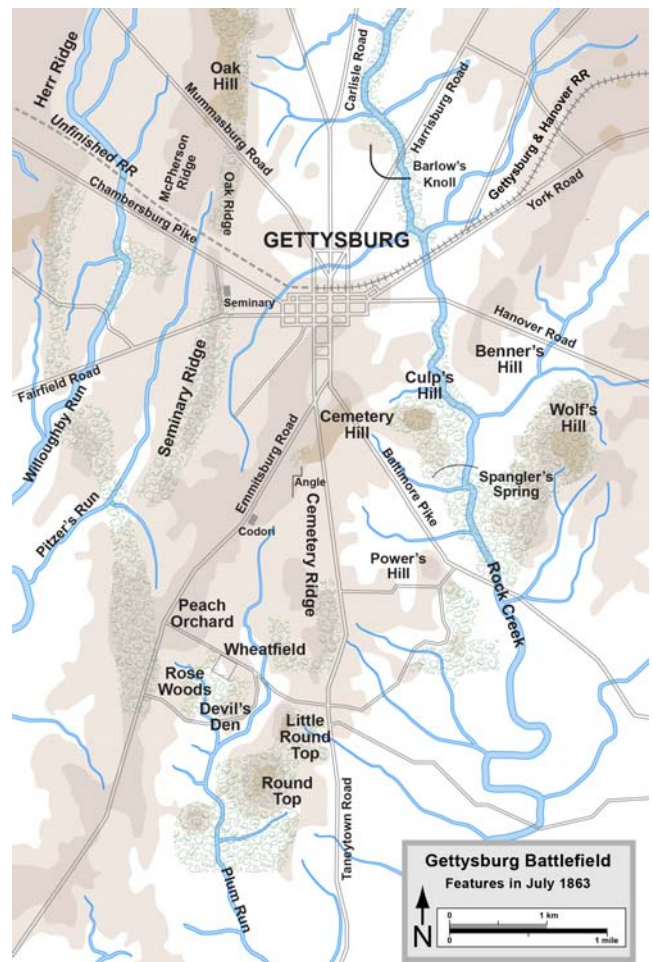 Herr Ridge
Oak
Hill
Mummasburg Road
Carlisle Road
Harrisburg Road
Gettysburg & Hanover RR
Unfinished RR
McPherson
Ridge
Oak Ridge
Barlow's
Knoll
York Road
Chambersburg Pike
GETTYSBURG
Seminary
Hanover Road
Benner's
Hill
Fairfield Road
Seminary Ridge
Culp's
Hill
Wolf's
Hill
Willoughby Run
Cemetery
Hill
Emmitsburg Road
Baltimore Pike
Spangler's
Spring
Angle
Pitzer's Run
Codori
Cemetery Ridge
Power's
Hill
Rock Creek
Peach
Orchard
Wheatfield
Rose
Woods
Devil's
Den
Little
Round
Top
Round
Top
Taneytown Road
Plum Run
Gettysburg Battlefield
Features in July 1863
N
0
1 km
0
1 mile